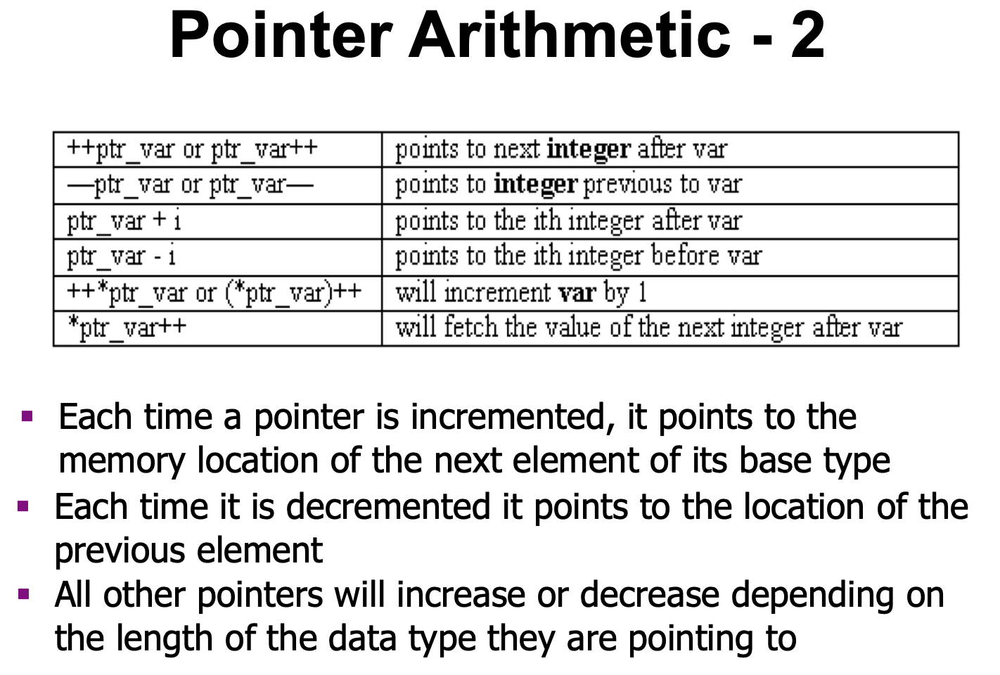 Pointer Arithmetic - 2
++ptr_var or ptr_var++ points to next integer after var
—ptr_var or ptr_var— points to integer previous to var
ptr_var + i points to the ith integer after var
ptr_var - i points to the ith integer before var
++*ptr_var or (*ptr_var)++ will increment var by 1
*ptr_var++ will fetch the value of the next integer after var
▪ Each time a pointer is incremented, it points to the
memory location of the next element of its base type
▪ Each time it is decremented it points to the location of the
previous element
▪ All other pointers will increase or decrease depending on
the length of the data type they are pointing to